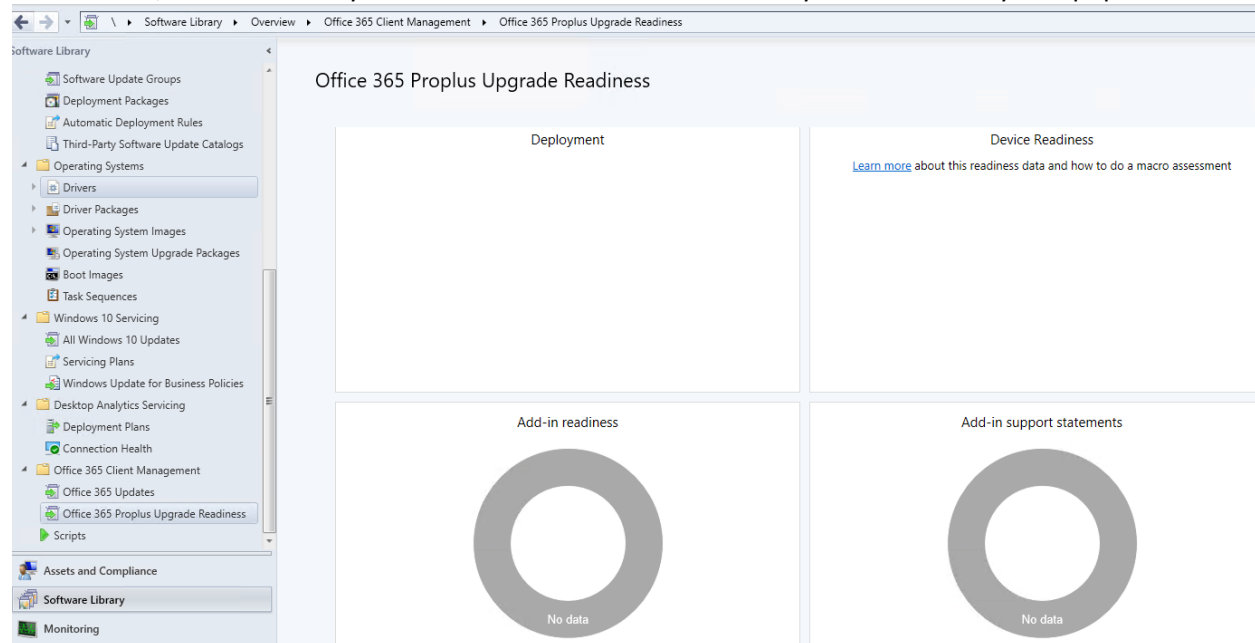 \ Software Library Overview Office 365 Client Management Office 365 Proplus Upgrade Readiness
Software Library
Software Update Groups
Deployment Packages
Automatic Deployment Rules
Third-Party Software Update Catalogs
Operating Systems
Drivers
Driver Packages
Operating System Images
Operating System Upgrade Packages
Boot Images
Task Sequences
Windows 10 Servicing
All Windows 10 Updates
Servicing Plans
Windows Update for Business Policies
Desktop Analytics Servicing
Deployment Plans
Connection Health
Office 365 Client Management
Office 365 Updates
Office 365 Proplus Upgrade Readiness
Scripts
Assets and Compliance
Software Library
Monitoring
Office 365 Proplus Upgrade Readiness
Deployment
Device Readiness
Learn more about this readiness data and how to do a macro assessment
Add-in readiness
No data
Add-in support statements
No data